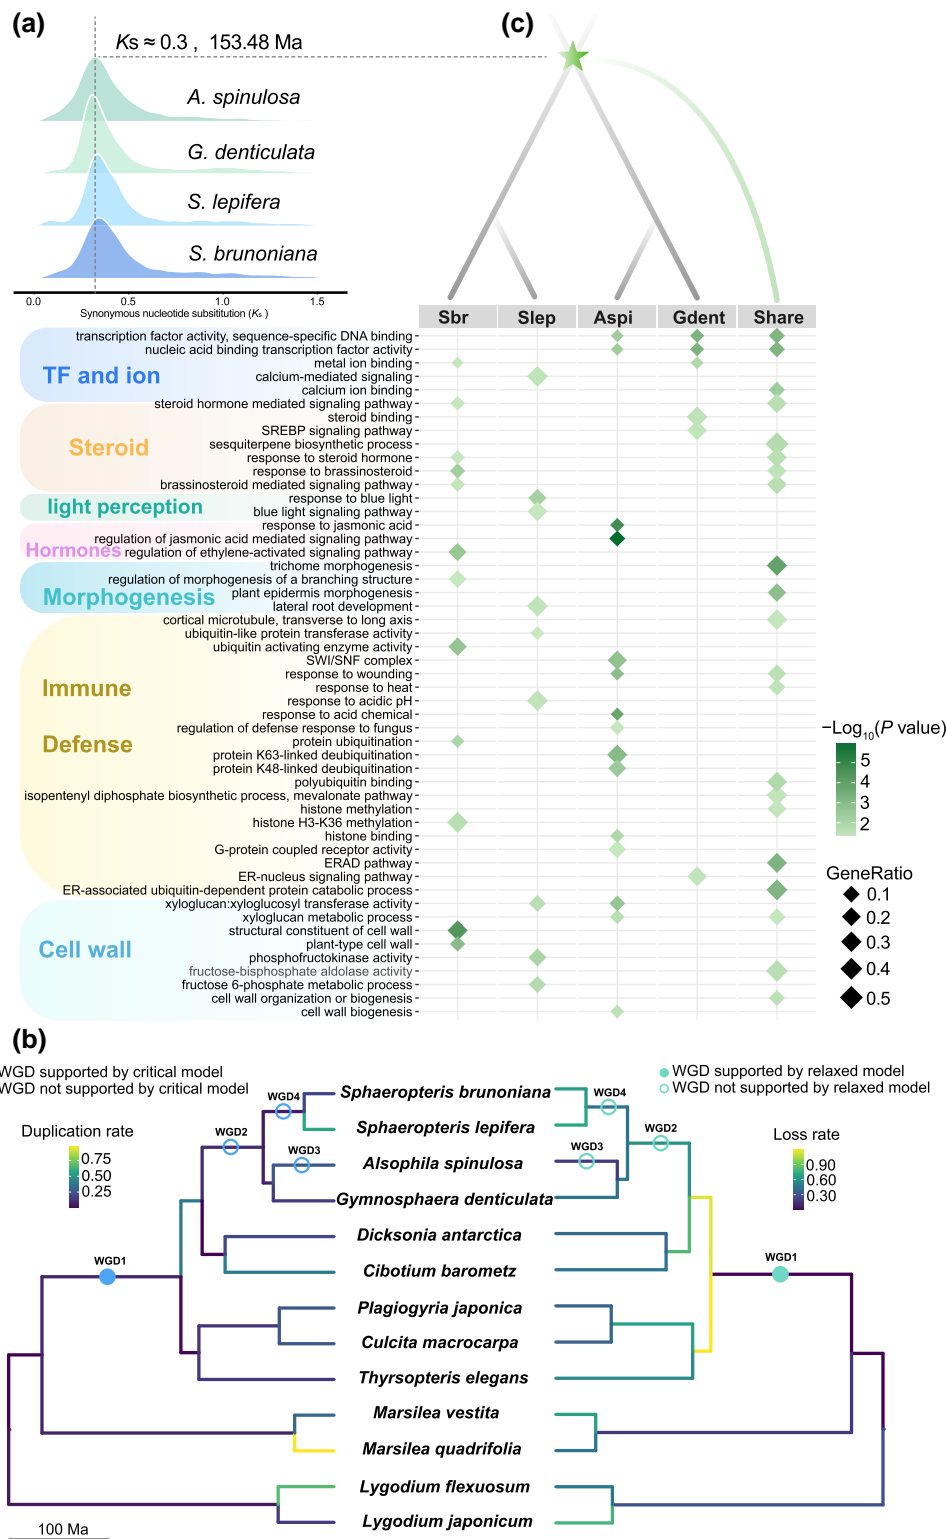 (a)
(c)
Ks ≈ 0.3 , 153.48 Ma
A. spinulosa
G. denticulata
S. lepifera
S. brunoniana
0.0 0.5 1.0 1.5
Synonymous nucleotide subsititution (Ks )
Sbr Slep Aspi Gdent Share
transcription factor activity, sequence-specific DNA binding
nucleic acid binding transcription factor activity
metal ion binding
TF and ion
calcium-mediated signaling
calcium ion binding
steroid hormone mediated signaling pathway
steroid binding
SREBP signaling pathway
Steroid
sesquiterpene biosynthetic process
response to steroid hormone
response to brassinosteroid
brassinosteroid mediated signaling pathway
response to blue light
light perception
blue light signaling pathway
response to jasmonic acid
regulation of jasmonic acid mediated signaling pathway
Hormones
regulation of ethylene-activated signaling pathway
trichome morphogenesis
regulation of morphogenesis of a branching structure
plant epidermis morphogenesis
Morphogenesis
lateral root development
cortical microtubule, transverse to long axis
ubiquitin-like protein transferase activity
ubiquitin activating enzyme activity
SWI/SNF complex
response to wounding
Immune
response to heat
response to acidic pH
response to acid chemical
regulation of defense response to fungus
protein ubiquitination
Defense
protein K63-linked deubiquitination
protein K48-linked deubiquitination
polyubiquitin binding
isopentenyl diphosphate biosynthetic process, mevalonate pathway
histone methylation
histone H3-K36 methylation
histone binding
G-protein coupled receptor activity
ERAD pathway
ER-nucleus signaling pathway
ER-associated ubiquitin-dependent protein catabolic process
xyloglucan:xyloglucosyl transferase activity
xyloglucan metabolic process
structural constituent of cell wall
plant-type cell wall
Cell wall
phosphofructokinase activity
fructose-bisphosphate aldolase activity
fructose 6-phosphate metabolic process
cell wall organization or biogenesis
cell wall biogenesis
−Log10(P value)
5
4
3
2
GeneRatio
0.1
0.2
0.3
0.4
0.5
(b)
WGD supported by critical model
WGD not supported by critical model
WGD supported by relaxed model
WGD not supported by relaxed model
Duplication rate
0.75
0.50
0.25
Loss rate
0.90
0.60
0.30
WGD4
WGD2
WGD3
WGD1
WGD4
WGD2
WGD3
WGD1
Sphaeropteris brunoniana
Sphaeropteris lepifera
Alsophila spinulosa
Gymnosphaera denticulata
Dicksonia antarctica
Cibotium barometz
Plagiogyria japonica
Culcita macrocarpa
Thyrsopteris elegans
Marsilea vestita
Marsilea quadrifolia
Lygodium flexuosum
Lygodium japonicum
100 Ma